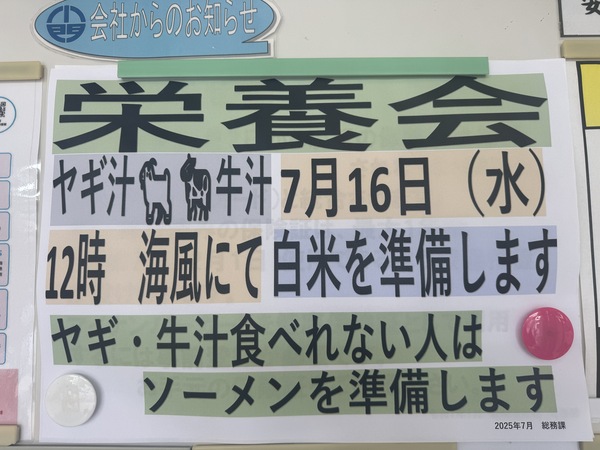 会社からのお知らせ
栄養会
ヤギ汁 牛汁 7月16日（水）
12時　海風にて 白米を準備します
ヤギ・牛汁食べれない人は
ソーメンを準備します
2025年7月　総務課